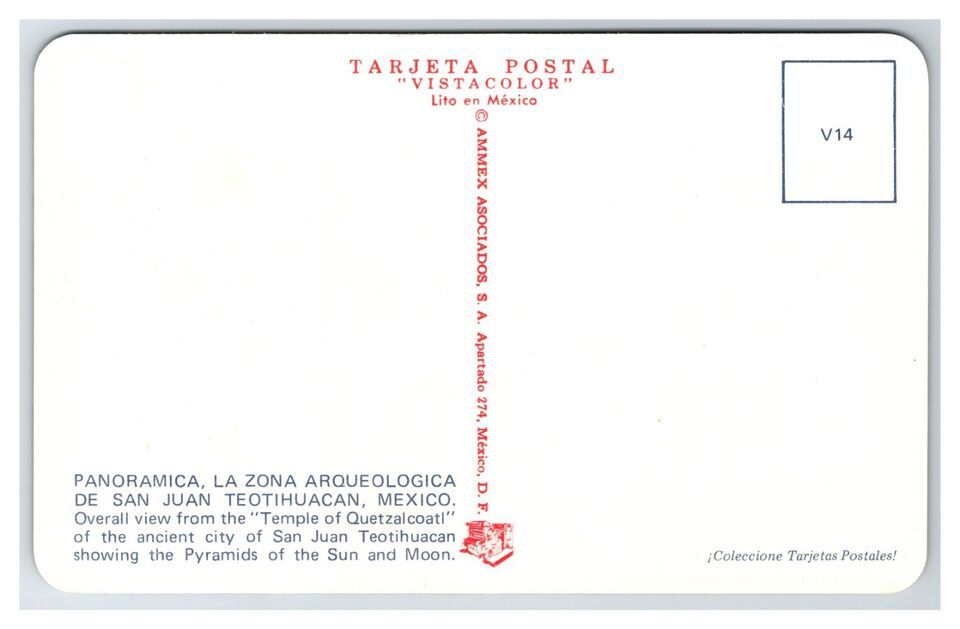 TARJETA POSTAL
"VISTACOLOR"
Lito en México
© AMMEX ASOCIADOS, S. A. Apartado 274, México, D. F.
V14
PANORAMICA, LA ZONA ARQUEOLOGICA
DE SAN JUAN TEOTIHUACAN, MEXICO.
Overall view from the "Temple of Quetzalcoatl"
of the ancient city of San Juan Teotihuacan
showing the Pyramids of the Sun and Moon.
¡Coleccione Tarjetas Postales!